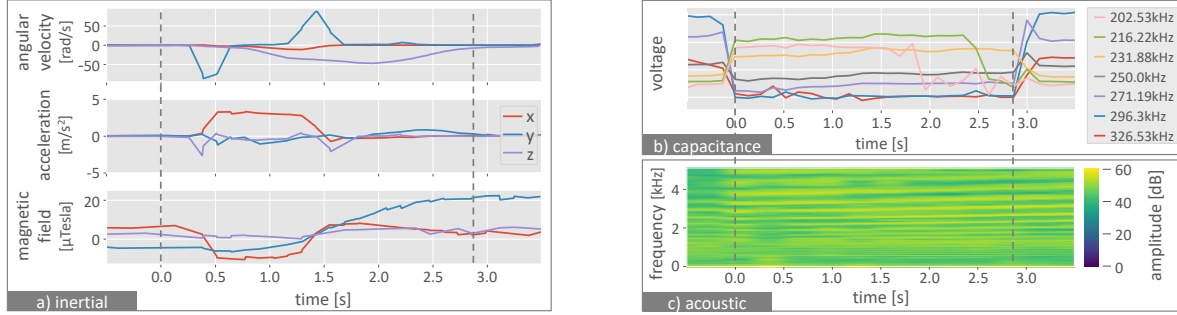 angular
velocity
[rad/s]
50
0
-50
acceleration
[m/s²]
5
0
-5
x
y
z
magnetic
field
[µTesla]
20
0
0.0 0.5 1.0 1.5 2.0 2.5 3.0
time [s]
a) inertial
voltage
202.53kHz
216.22kHz
231.88kHz
250.0kHz
271.19kHz
296.3kHz
326.53kHz
0.0 0.5 1.0 1.5 2.0 2.5 3.0
time [s]
b) capacitance
frequency [kHz]
4
2
0
60
40
20
0
amplitude [dB]
0.0 0.5 1.0 1.5 2.0 2.5 3.0
time [s]
c) acoustic